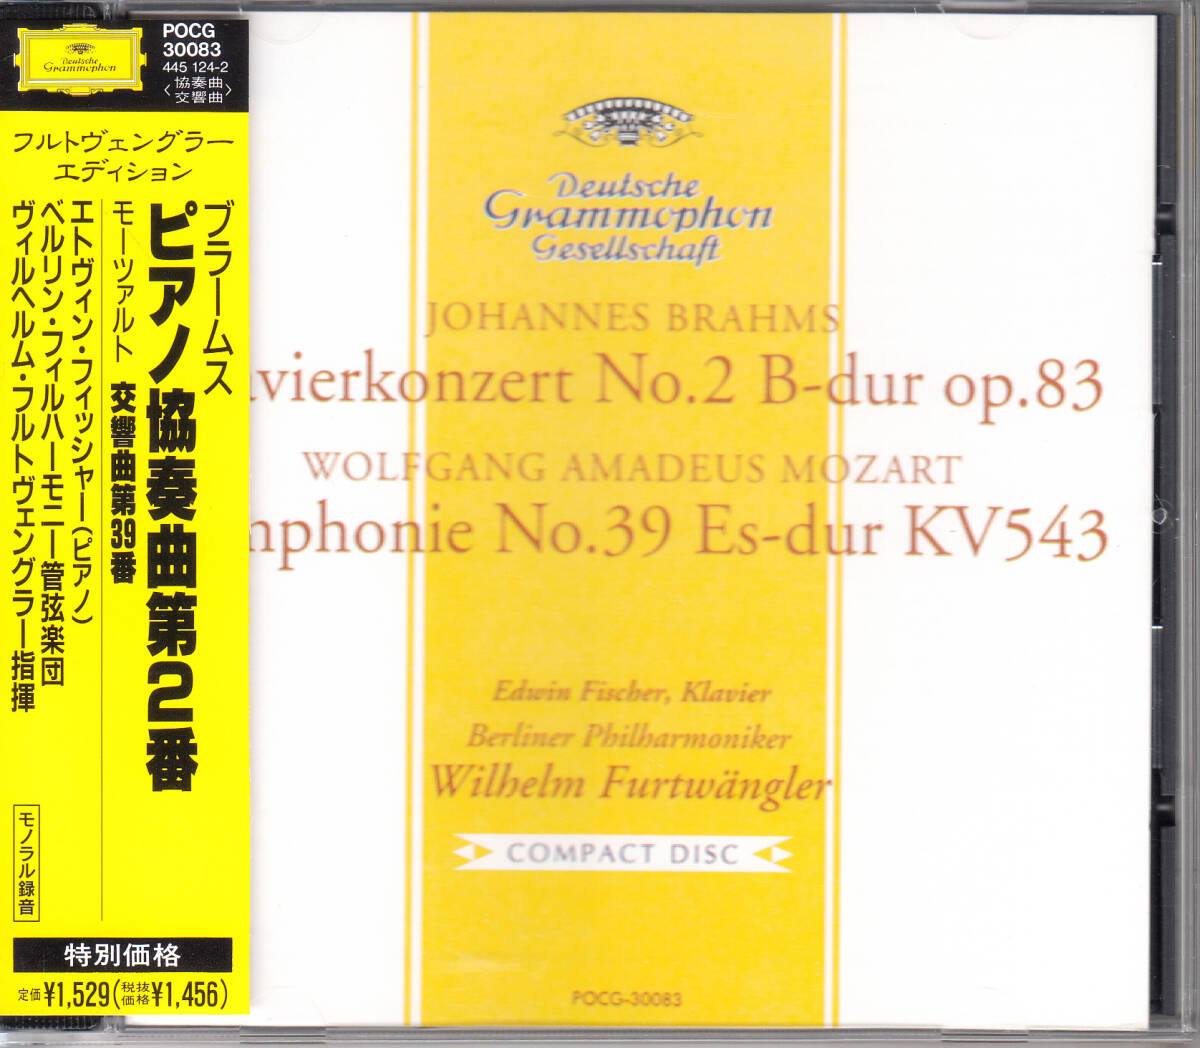 Deutsche
Grammophon
POCG
30083
445 124-2
〈協奏曲
交響曲〉
フルトヴェングラー
エディション
ブラームス
ピアノ協奏曲第2番
モーツァルト 交響曲第39番
エトヴィン・フィッシャー(ピアノ)
ベルリン・フィルハーモニー管弦楽団
ヴィルヘルム・フルトヴェングラー指揮
モノラル録音
特別価格
定価¥1,529(税抜価格¥1,456)
Deutsche
Grammophon
Gesellschaft
JOHANNES BRAHMS
avierkonzert No.2 B-dur op.83
WOLFGANG AMADEUS MOZART
mphonie No.39 Es-dur KV543
Edwin Fischer, Klavier
Berliner Philharmoniker
Wilhelm Furtwängler
COMPACT DISC
POCG-30083